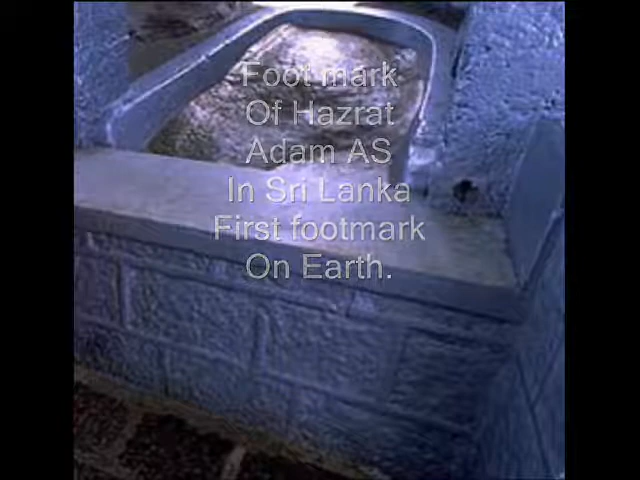 Foot mark
Of Hazrat
Adam AS
In Sri Lanka
First footmark
On Earth.